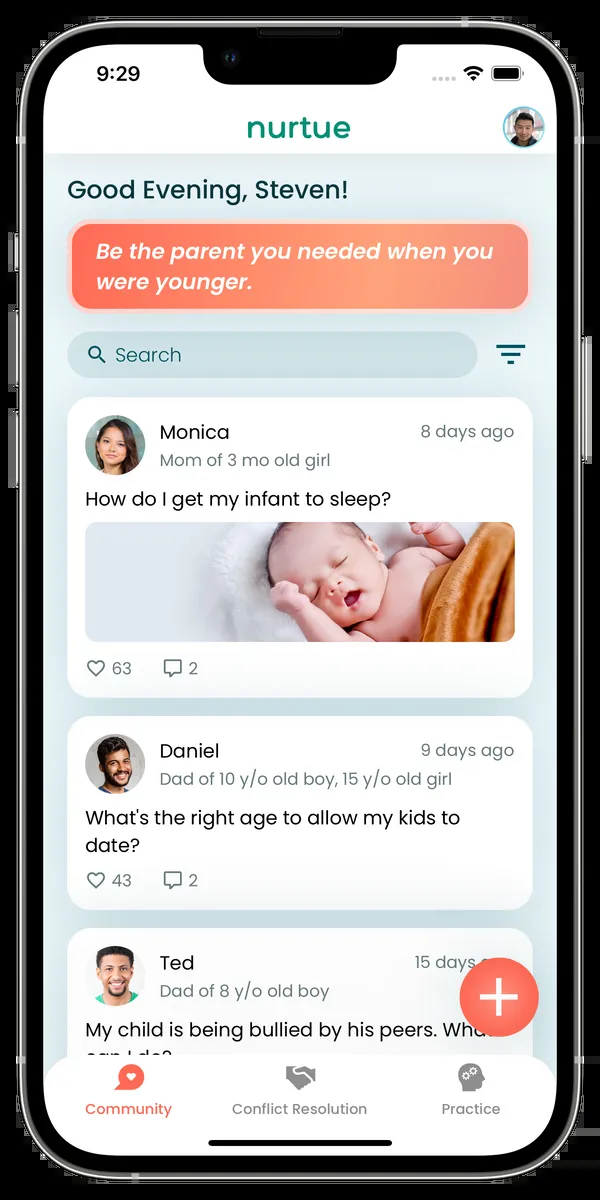 9:29
nurtue
Good Evening, Steven!
Be the parent you needed when you
were younger.
Search
Monica
8 days ago
Mom of 3 mo old girl
How do I get my infant to sleep?
63
2
Daniel
9 days ago
Dad of 10 y/o old boy, 15 y/o old girl
What's the right age to allow my kids to
date?
43
2
Ted
15 days
Dad of 8 y/o old boy
My child is being bullied by his peers. What
can I do?
Community
Conflict Resolution
Practice